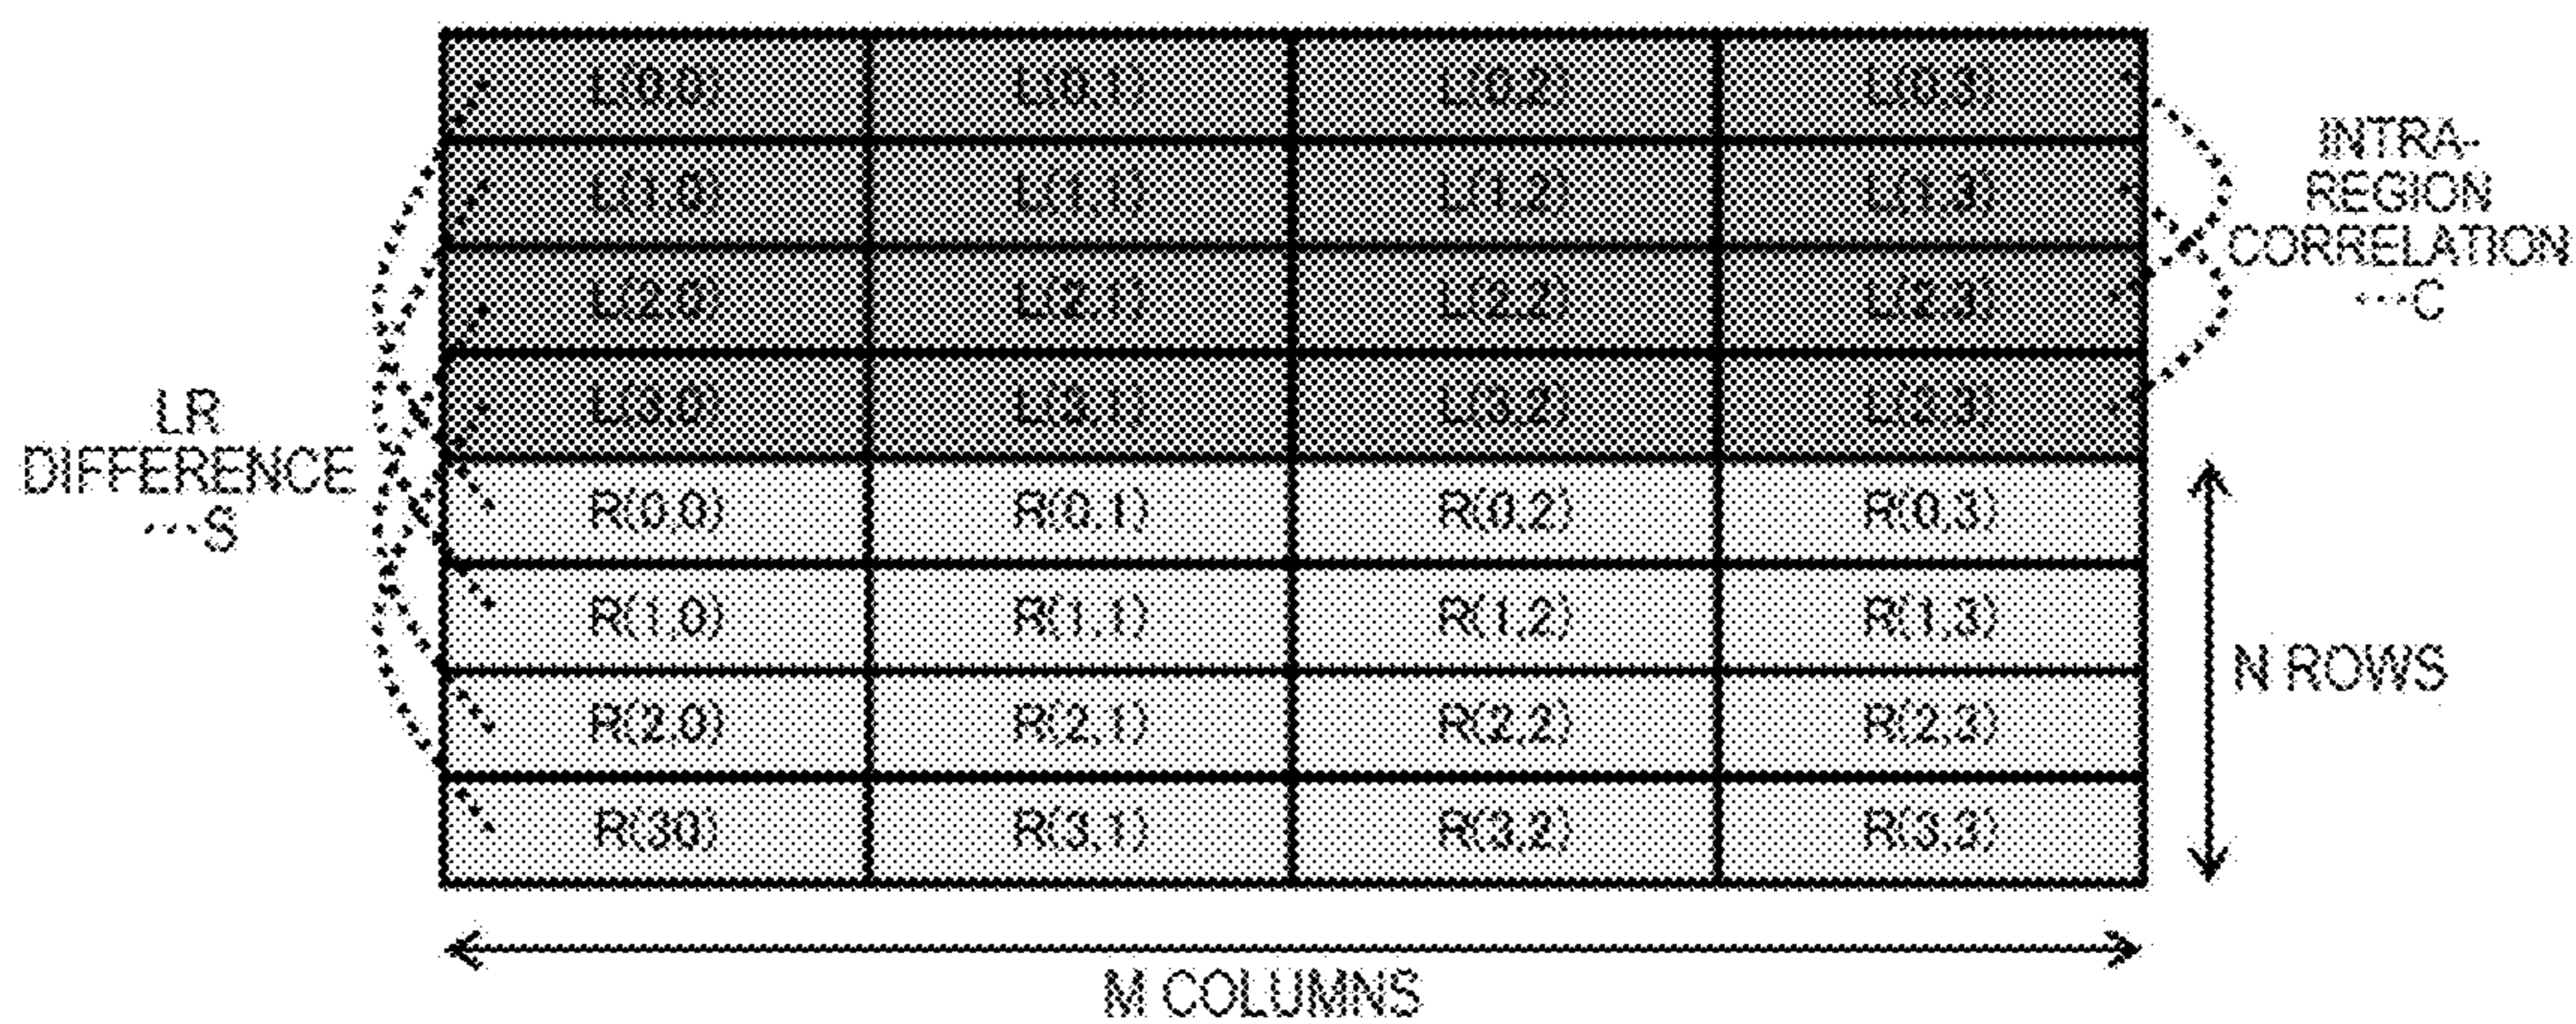 L(0,0) L(0,1) L(0,2) L(0,3)
L(1,0) L(1,1) L(1,2) L(1,3)
L(2,0) L(2,1) L(2,2) L(2,3)
L(3,0) L(3,1) L(3,2) L(3,3)
R(0,0) R(0,1) R(0,2) R(0,3)
R(1,0) R(1,1) R(1,2) R(1,3)
R(2,0) R(2,1) R(2,2) R(2,3)
R(30) R(3,1) R(3,2) R(3,3)
LR
DIFFERENCE
···S
INTRA-
REGION
CORRELATION
···C
N ROWS
M COLUMNS